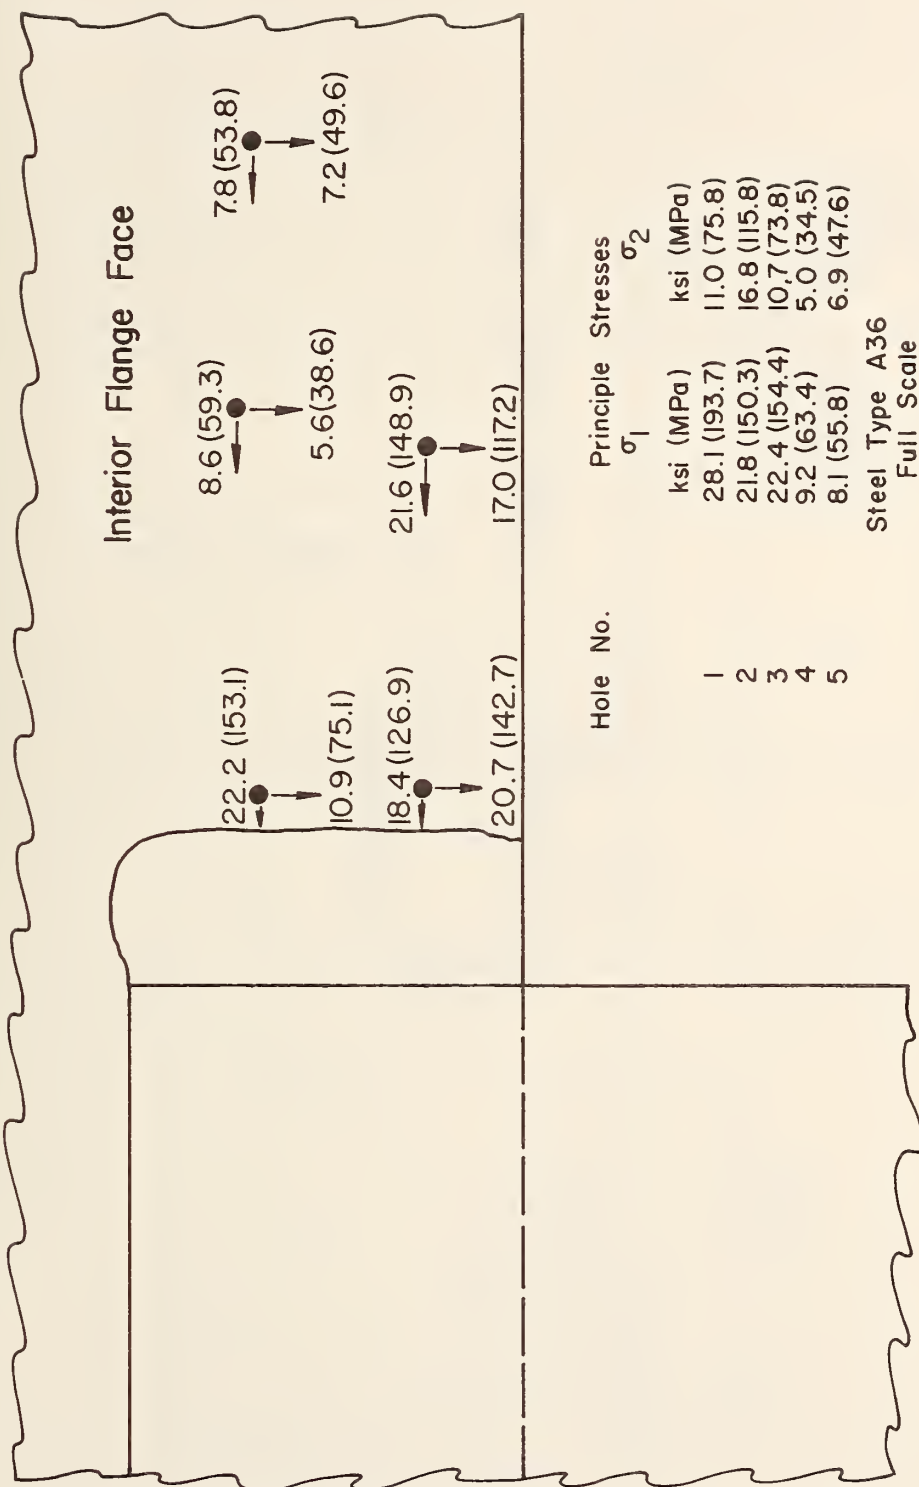 Interior Flange Face
22.2 (153.1) 8.6 (59.3) 7.8 (53.8)
10.9 (75.1) 5.6 (38.6) 7.2 (49.6)
18.4 (126.9) 21.6 (148.9)
20.7 (142.7) 17.0 (117.2)
Hole No. Principle Stresses
σ1 σ2
ksi (MPa) ksi (MPa)
1 28.1 (193.7) 11.0 (75.8)
2 21.8 (150.3) 16.8 (115.8)
3 22.4 (154.4) 10.7 (73.8)
4 9.2 (63.4) 5.0 (34.5)
5 8.1 (55.8) 6.9 (47.6)
Steel Type A36
Full Scale